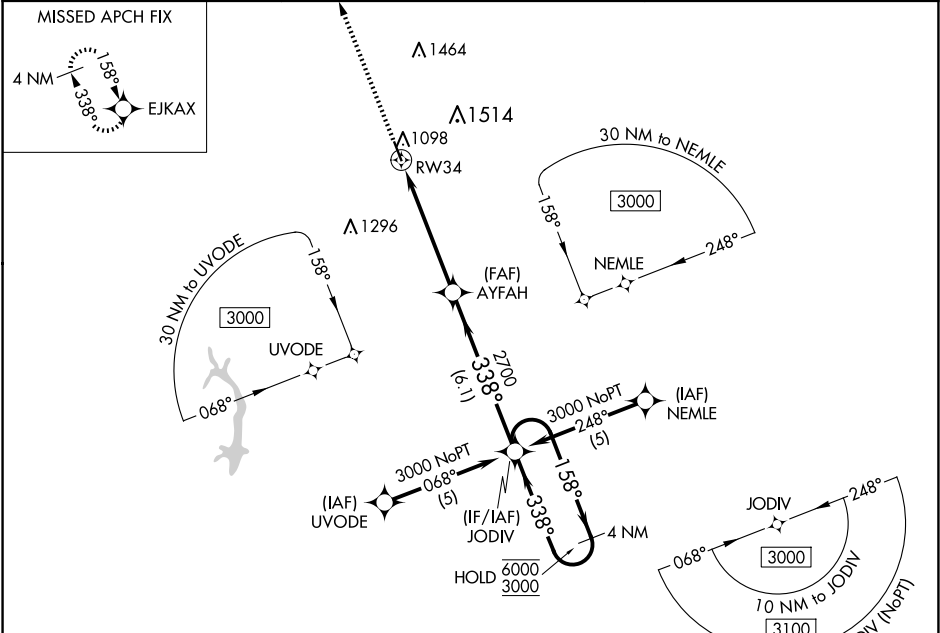 MISSED APCH FIX
4 NM
158°
338°
EJKAX
1464
1514
1098
RW34
1296
30 NM to NEMLE
3000
158°
248°
NEMLE
30 NM to UVODE
158°
3000
UVODE
068°
(FAF)
AYFAH
2700
338°
(6.1)
3000 NoPT
248°
(5)
(IAF)
NEMLE
3000 NoPT
068°
(5)
(IAF)
UVODE
(IF/IAF)
JODIV
158°
338°
4 NM
HOLD 6000
3000
JODIV
248°
068°
3000
10 NM to JODIV
3100
DIV (NoPT)